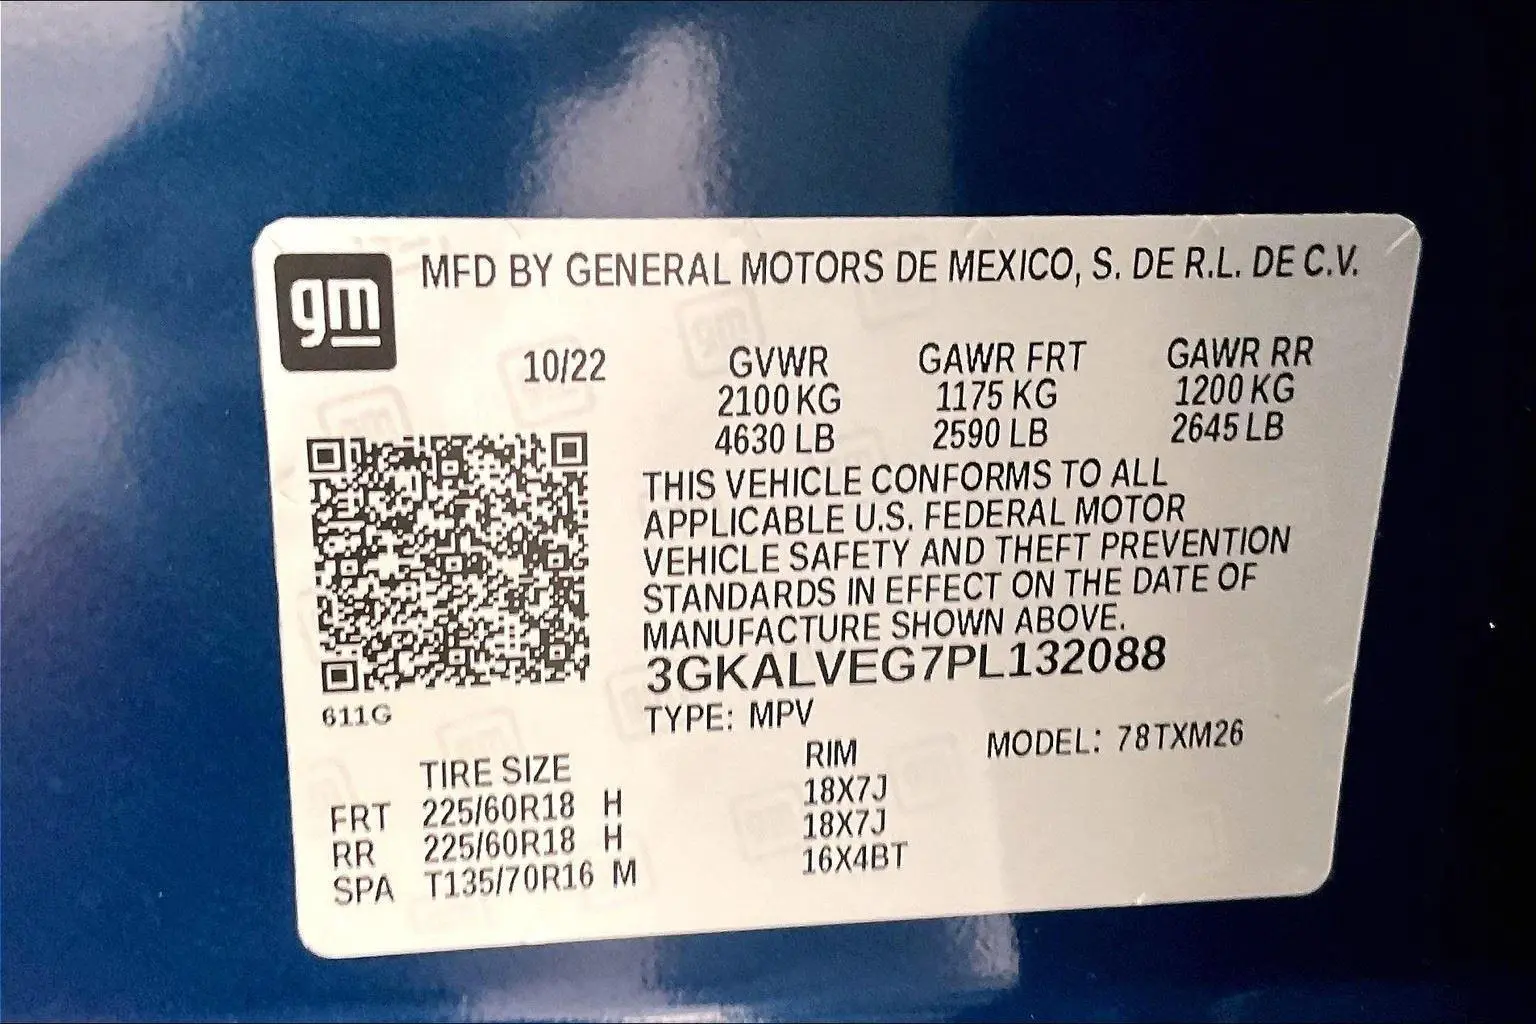 gm
MFD BY GENERAL MOTORS DE MEXICO, S. DE R.L. DE C.V.
10/22 GVWR GAWR FRT GAWR RR
2100 KG 1175 KG 1200 KG
4630 LB 2590 LB 2645 LB
THIS VEHICLE CONFORMS TO ALL
APPLICABLE U.S. FEDERAL MOTOR
VEHICLE SAFETY AND THEFT PREVENTION
STANDARDS IN EFFECT ON THE DATE OF
MANUFACTURE SHOWN ABOVE.
3GKALVEG7PL132088
611G
TYPE: MPV MODEL: 78TXM26
TIRE SIZE RIM
FRT 225/60R18 H 18X7J
RR 225/60R18 H 18X7J
SPA T135/70R16 M 16X4BT